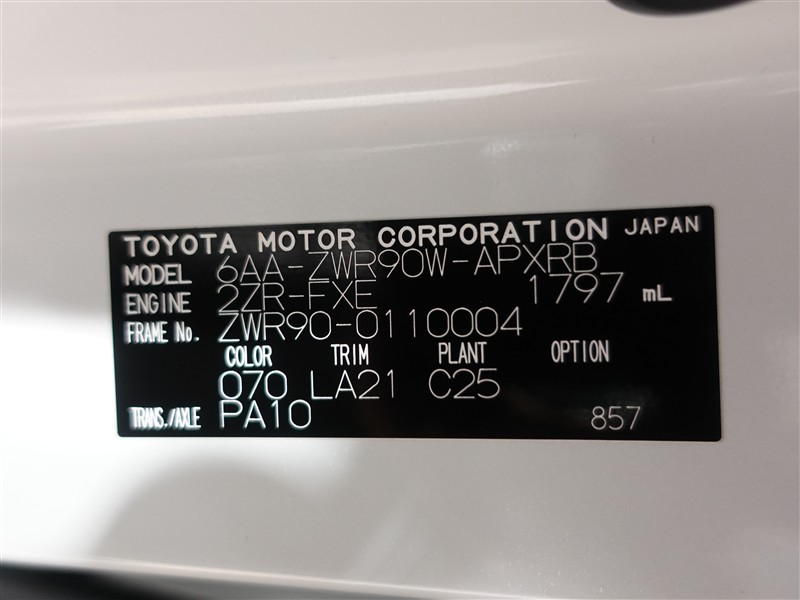 TOYOTA MOTOR CORPORATION JAPAN
MODEL 6AA-ZWR90W-APXRB
ENGINE 2ZR-FXE 1797 mL
FRAME No. ZWR90-0110004
COLOR TRIM PLANT OPTION
070 LA21 C25
TRANS./AXLE PA10 857